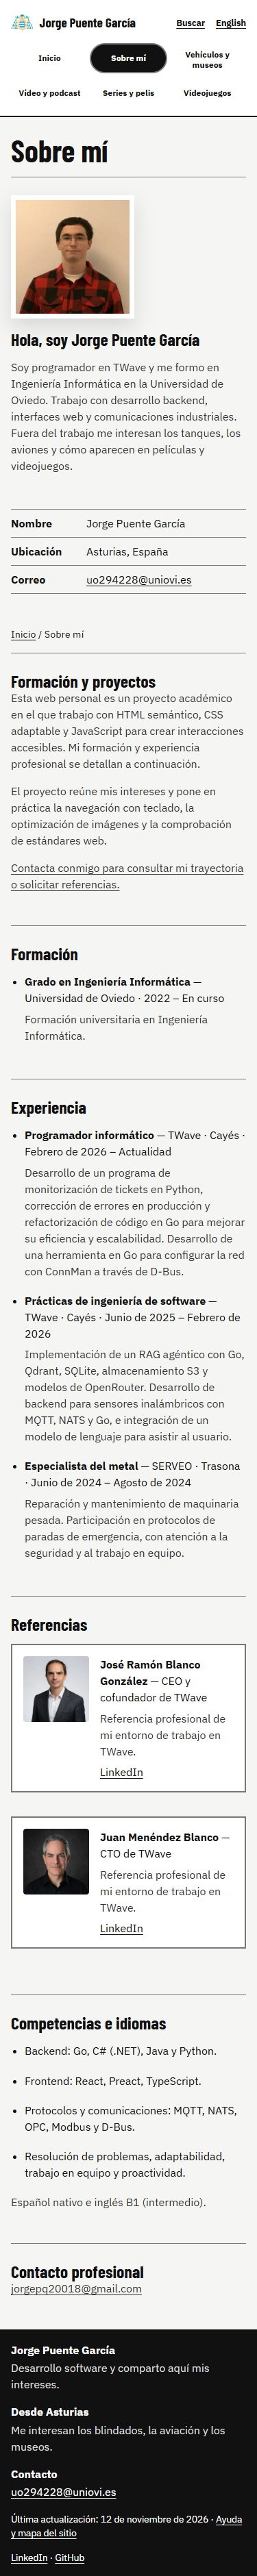 Jorge Puente García
Buscar
English
Inicio
Sobre mí
Vehículos y
museos
Vídeo y podcast
Series y pelis
Videojuegos
Sobre mí
Hola, soy Jorge Puente García
Soy programador en TWave y me formo en
Ingeniería Informática en la Universidad de
Oviedo. Trabajo con desarrollo backend,
interfaces web y comunicaciones industriales.
Fuera del trabajo me interesan los tanques, los
aviones y cómo aparecen en películas y
videojuegos.
Nombre Jorge Puente García
Ubicación Asturias, España
Correo uo294228@uniovi.es
Inicio / Sobre mí
Formación y proyectos
Esta web personal es un proyecto académico
en el que trabajo con HTML semántico, CSS
adaptable y JavaScript para crear interacciones
accesibles. Mi formación y experiencia
profesional se detallan a continuación.
El proyecto reúne mis intereses y pone en
práctica la navegación con teclado, la
optimización de imágenes y la comprobación
de estándares web.
Contacta conmigo para consultar mi trayectoria
o solicitar referencias.
Formación
• Grado en Ingeniería Informática —
Universidad de Oviedo · 2022 – En curso
Formación universitaria en Ingeniería
Informática.
Experiencia
• Programador informático — TWave · Cayés ·
Febrero de 2026 – Actualidad
Desarrollo de un programa de
monitorización de tickets en Python,
corrección de errores en producción y
refactorización de código en Go para mejorar
su eficiencia y escalabilidad. Desarrollo de
una herramienta en Go para configurar la red
con ConnMan a través de D-Bus.
• Prácticas de ingeniería de software —
TWave · Cayés · Junio de 2025 – Febrero de
2026
Implementación de un RAG agéntico con Go,
Qdrant, SQLite, almacenamiento S3 y
modelos de OpenRouter. Desarrollo de
backend para sensores inalámbricos con
MQTT, NATS y Go, e integración de un
modelo de lenguaje para asistir al usuario.
• Especialista del metal — SERVEO · Trasona
· Junio de 2024 – Agosto de 2024
Reparación y mantenimiento de maquinaria
pesada. Participación en protocolos de
paradas de emergencia, con atención a la
seguridad y al trabajo en equipo.
Referencias
José Ramón Blanco
González — CEO y
cofundador de TWave
Referencia profesional de
mi entorno de trabajo en
TWave.
LinkedIn
Juan Menéndez Blanco —
CTO de TWave
Referencia profesional de
mi entorno de trabajo en
TWave.
LinkedIn
Competencias e idiomas
• Backend: Go, C# (.NET), Java y Python.
• Frontend: React, Preact, TypeScript.
• Protocolos y comunicaciones: MQTT, NATS,
OPC, Modbus y D-Bus.
• Resolución de problemas, adaptabilidad,
trabajo en equipo y proactividad.
Español nativo e inglés B1 (intermedio).
Contacto profesional
jorgepq20018@gmail.com
Jorge Puente García
Desarrollo software y comparto aquí mis
intereses.
Desde Asturias
Me interesan los blindados, la aviación y los
museos.
Contacto
uo294228@uniovi.es
Última actualización: 12 de noviembre de 2026 · Ayuda
y mapa del sitio
LinkedIn · GitHub